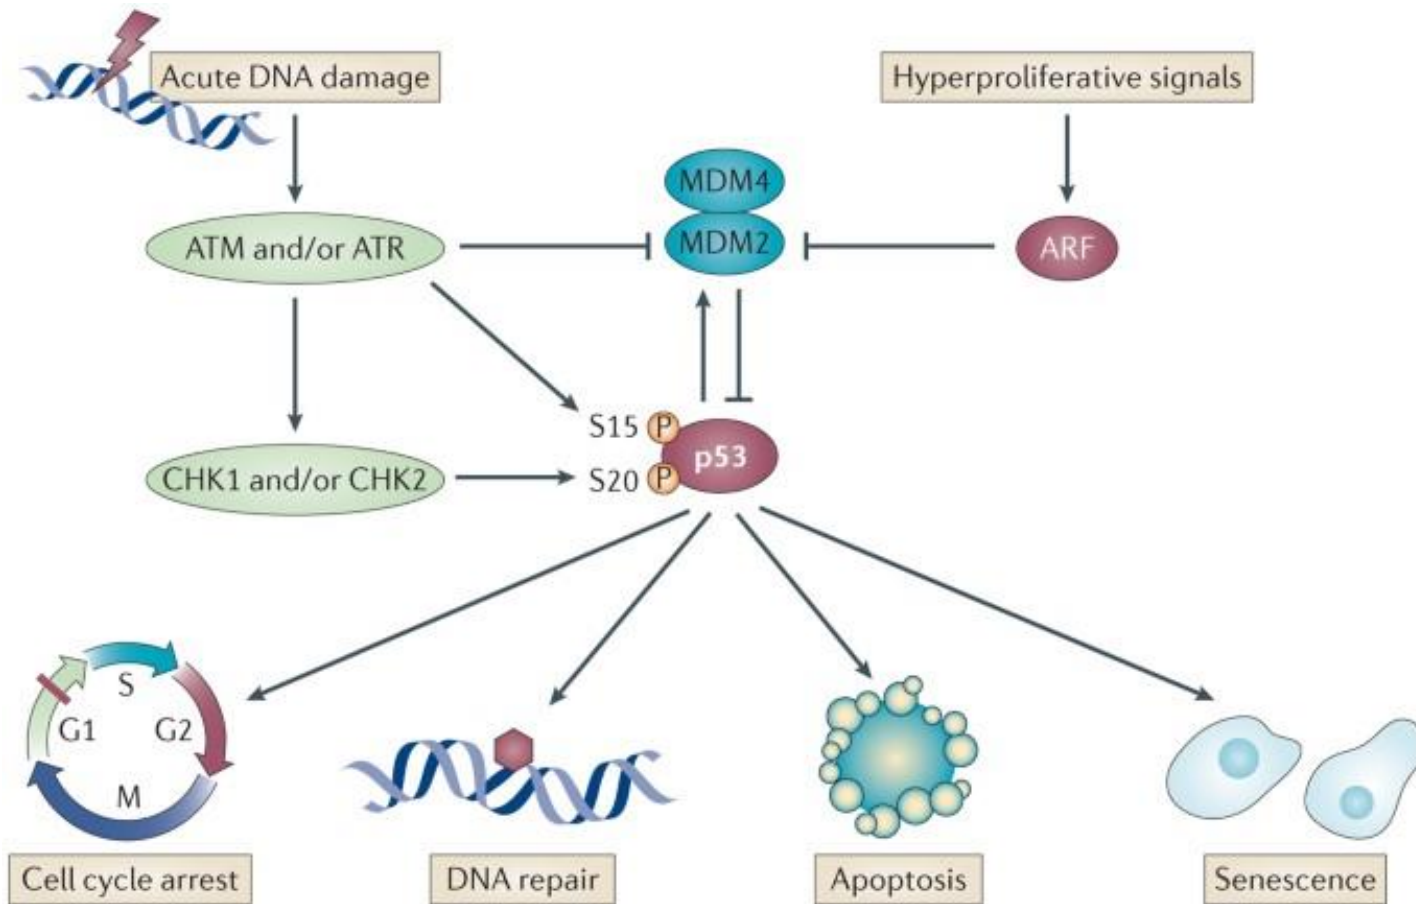 Acute DNA damage
Hyperproliferative signals
MDM4
ATM and/or ATR
MDM2
ARF
S15 P
p53
CHK1 and/or CHK2
S20 P
S
G1
G2
M
Cell cycle arrest
DNA repair
Apoptosis
Senescence